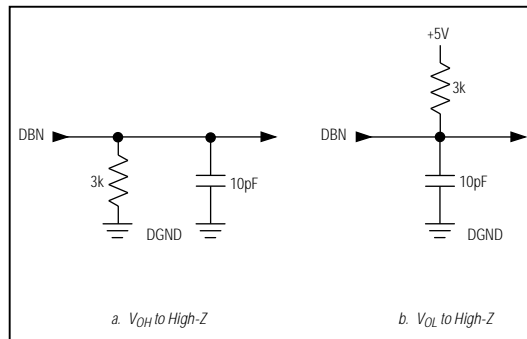 DBN
3k
10pF
DGND
a. VOH to High-Z
+5V
3k
DBN
10pF
DGND
b. VOL to High-Z